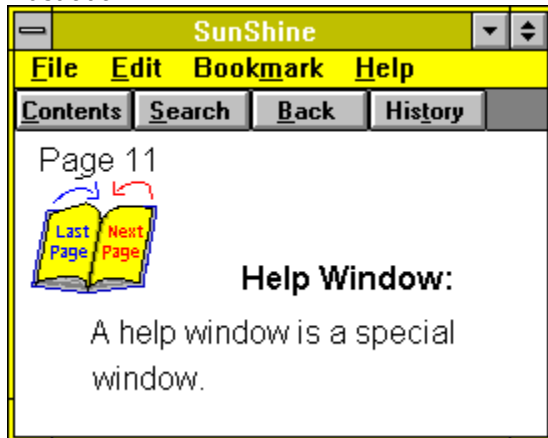 SunShine
File Edit Bookmark Help
Contents Search Back History
Page 11
Last Next
Page Page
Help Window:
A help window is a special
window.